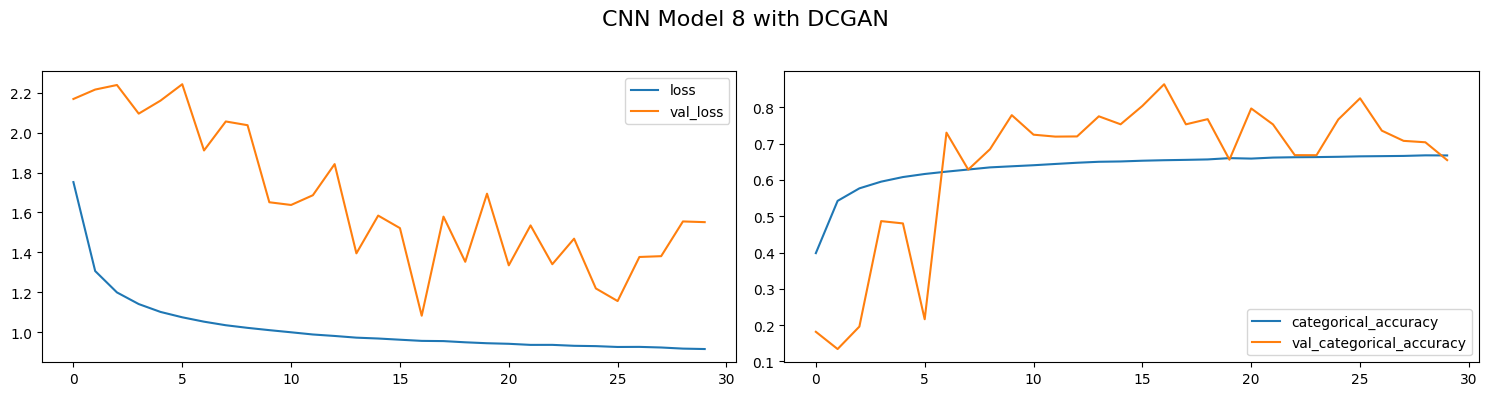 CNN Model 8 with DCGAN
2.2
2.0
1.8
1.6
1.4
1.2
1.0
0 5 10 15 20 25 30
loss
val_loss
0.8
0.7
0.6
0.5
0.4
0.3
0.2
0.1
0 5 10 15 20 25 30
categorical_accuracy
val_categorical_accuracy